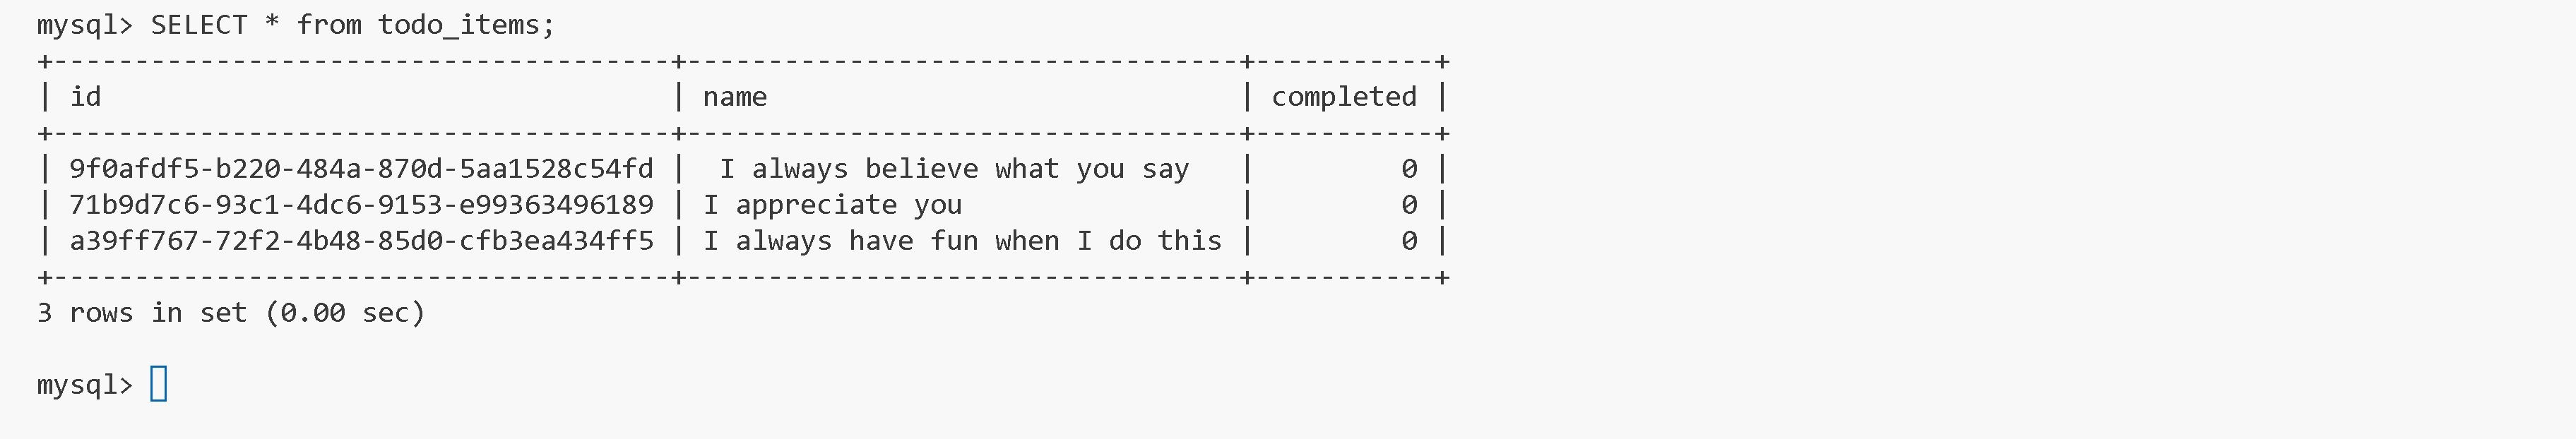 mysql> SELECT * from todo_items;
+--------------------------------------+----------------------------------+-----------+
| id                                   | name                             | completed |
+--------------------------------------+----------------------------------+-----------+
| 9f0afdf5-b220-484a-870d-5aa1528c54fd |  I always believe what you say   |         0 |
| 71b9d7c6-93c1-4dc6-9153-e99363496189 | I appreciate you                 |         0 |
| a39ff767-72f2-4b48-85d0-cfb3ea434ff5 | I always have fun when I do this |         0 |
+--------------------------------------+----------------------------------+-----------+
3 rows in set (0.00 sec)
mysql>